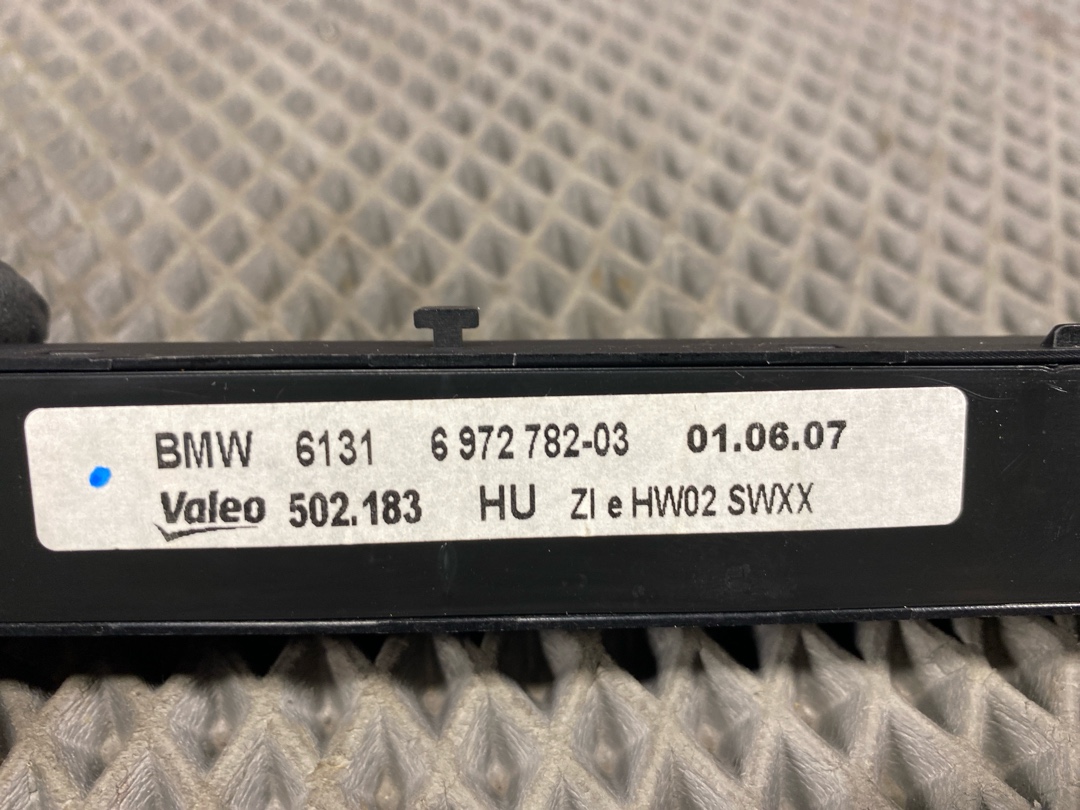 BMW 6131 6 972 782-03 01.06.07
Valeo 502.183 HU ZI e HW02 SWXX